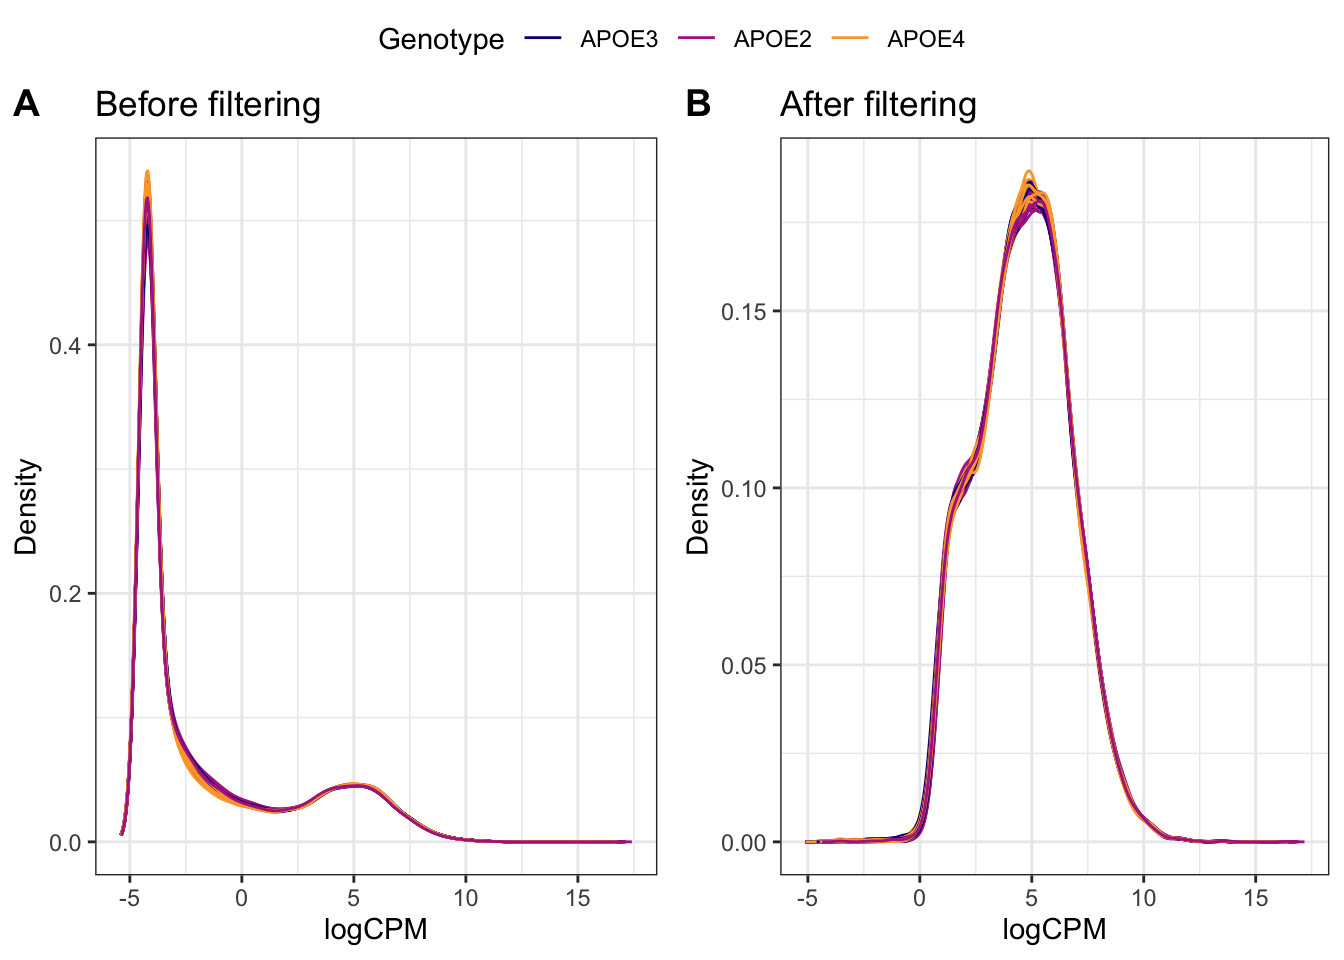 Genotype APOE3 APOE2 APOE4
A Before filtering
0.4
0.2
0.0
Density
-5 0 5 10 15
logCPM
B After filtering
0.15
0.10
0.05
0.00
Density
-5 0 5 10 15
logCPM